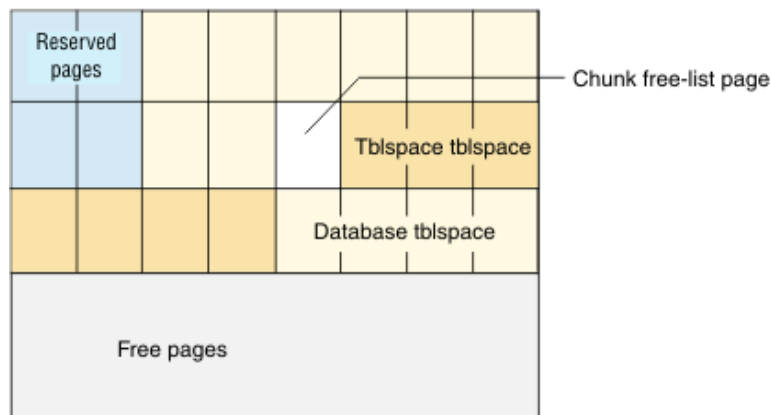 Reserved
pages
Chunk free-list page
Tblspace tblspace
Database tblspace
Free pages